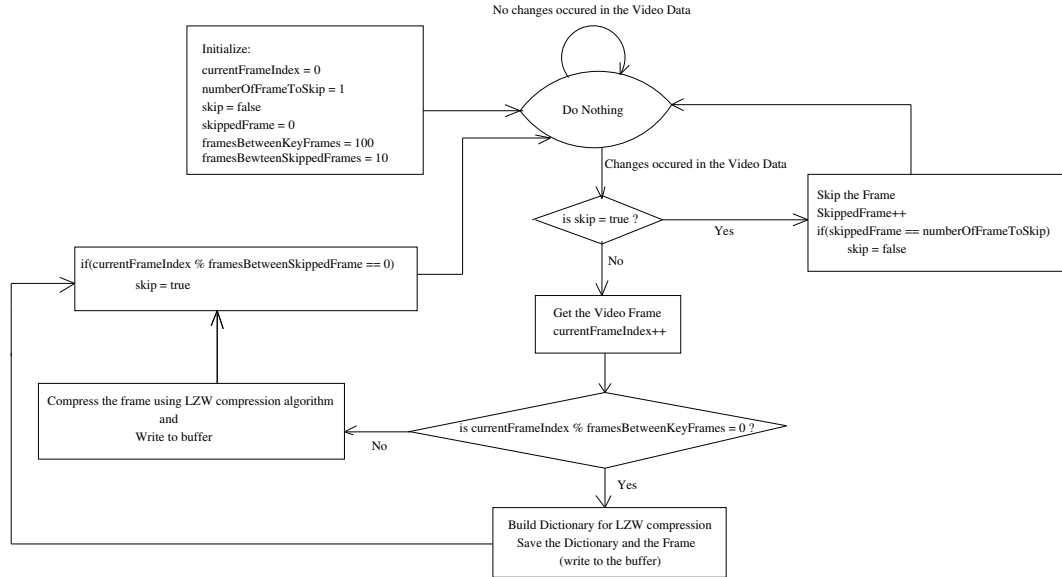 No changes occured in the Video Data
Initialize:
currentFrameIndex = 0
numberOfFrameToSkip = 1
skip = false
skippedFrame = 0
framesBetweenKeyFrames = 100
framesBewteenSkippedFrames = 10
Do Nothing
Changes occured in the Video Data
is skip = true ?
Yes
No
Skip the Frame
SkippedFrame++
if(skippedFrame == numberOfFrameToSkip)
skip = false
if(currentFrameIndex % framesBetweenSkippedFrame == 0)
skip = true
Get the Video Frame
currentFrameIndex++
Compress the frame using LZW compression algorithm
and
Write to buffer
is currentFrameIndex % framesBetweenKeyFrames = 0 ?
No
Yes
Build Dictionary for LZW compression
Save the Dictionary and the Frame
(write to the buffer)